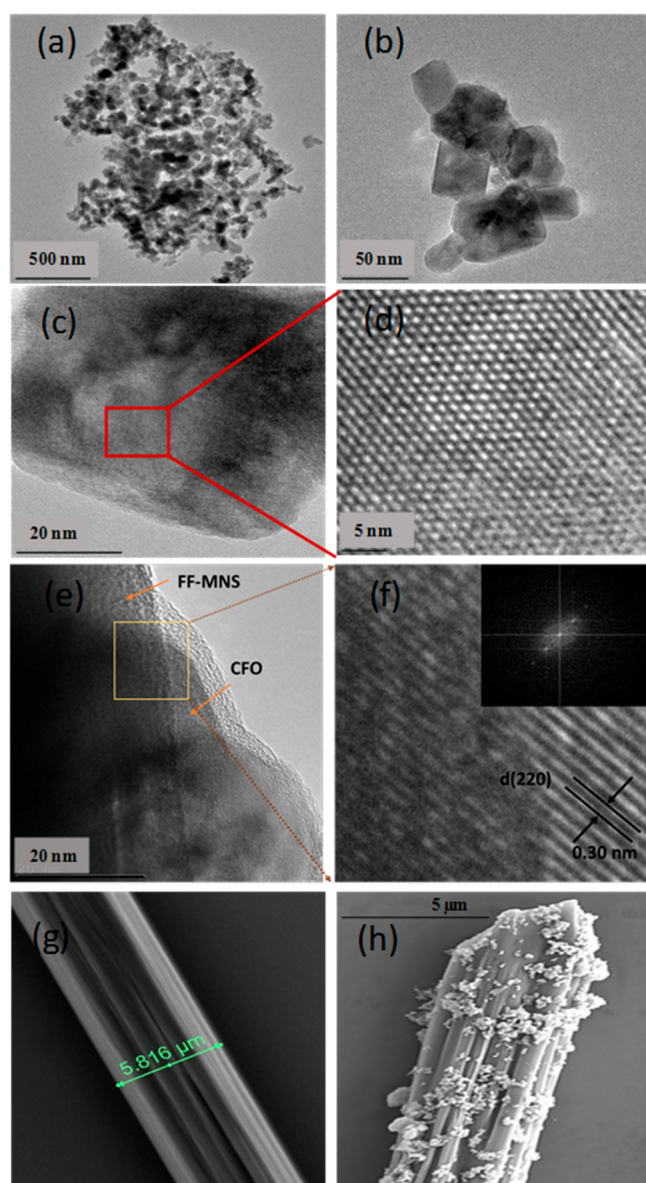 (a)
500 nm
(b)
50 nm
(c)
20 nm
(d)
5 nm
(e)
FF-MNS
CFO
20 nm
(f)
d(220)
0.30 nm
(g)
5.816 µm
(h)
5 µm